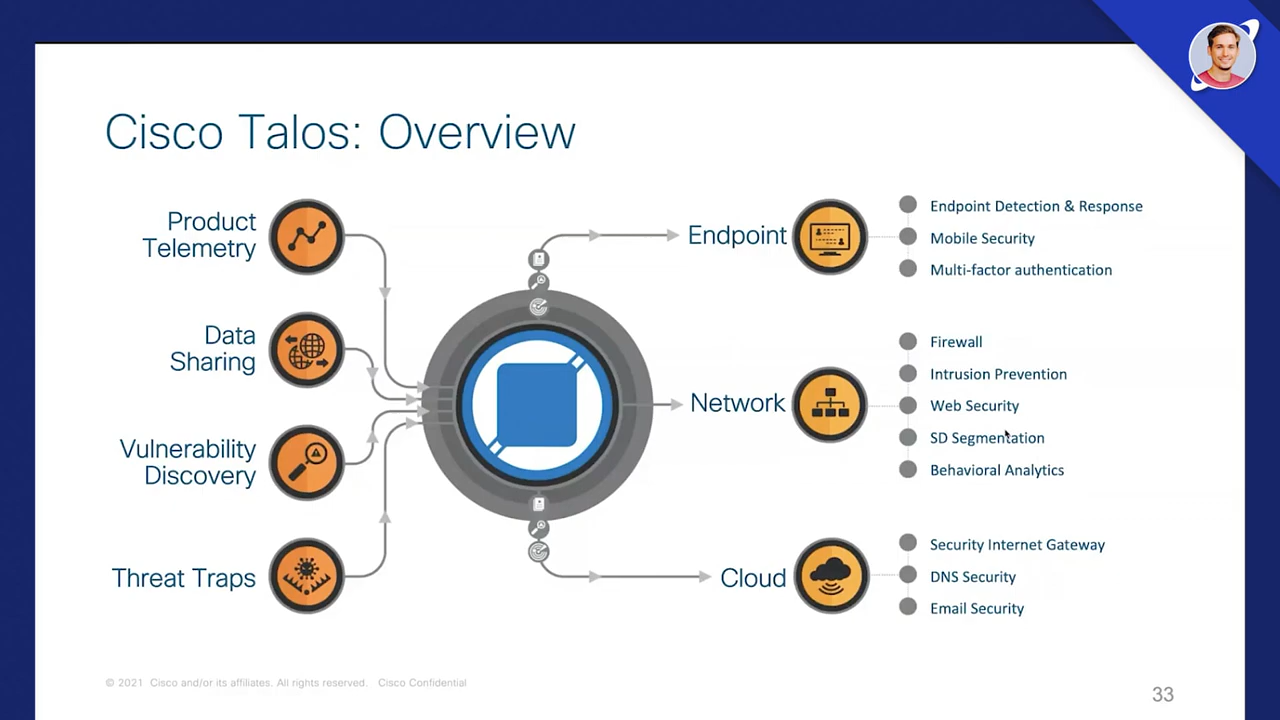 Cisco Talos: Overview
Product
Telemetry
Data
Sharing
Vulnerability
Discovery
Threat Traps
Endpoint
Endpoint Detection & Response
Mobile Security
Multi-factor authentication
Network
Firewall
Intrusion Prevention
Web Security
SD Segmentation
Behavioral Analytics
Cloud
Security Internet Gateway
DNS Security
Email Security
© 2021 Cisco and/or its affiliates. All rights reserved. Cisco Confidential
33